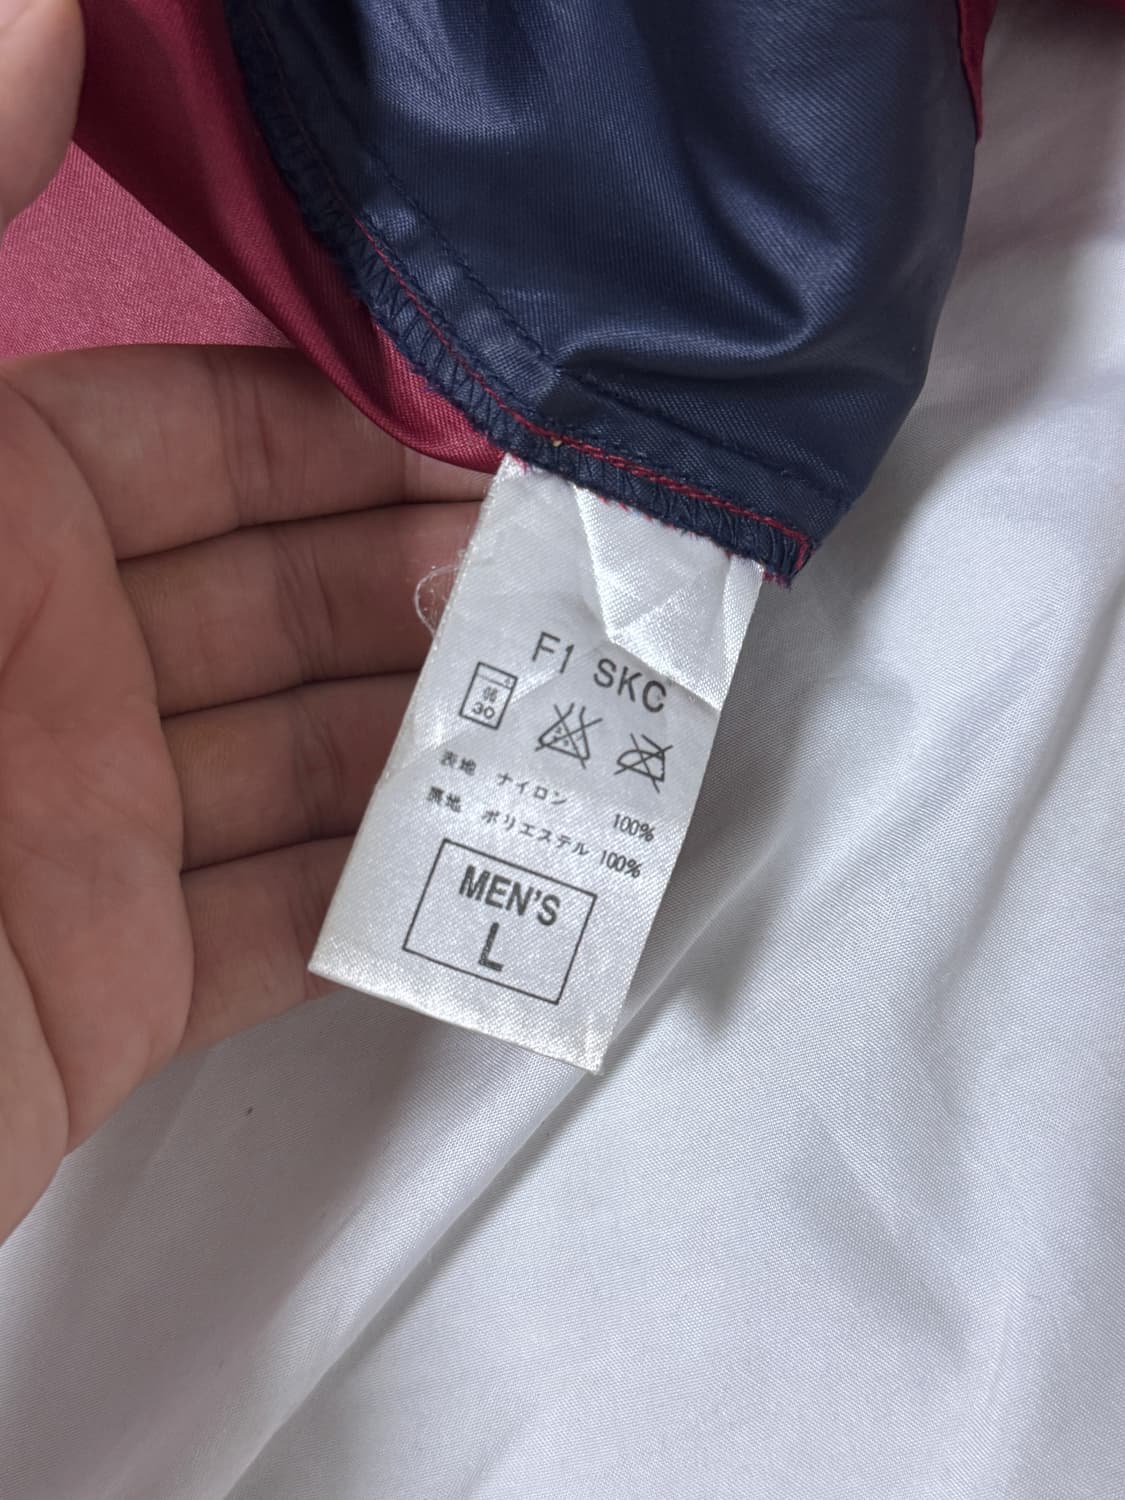 F1 SKC
弱
30
表地 ナイロン 100%
裏地 ポリエステル 100%
MEN'S
L